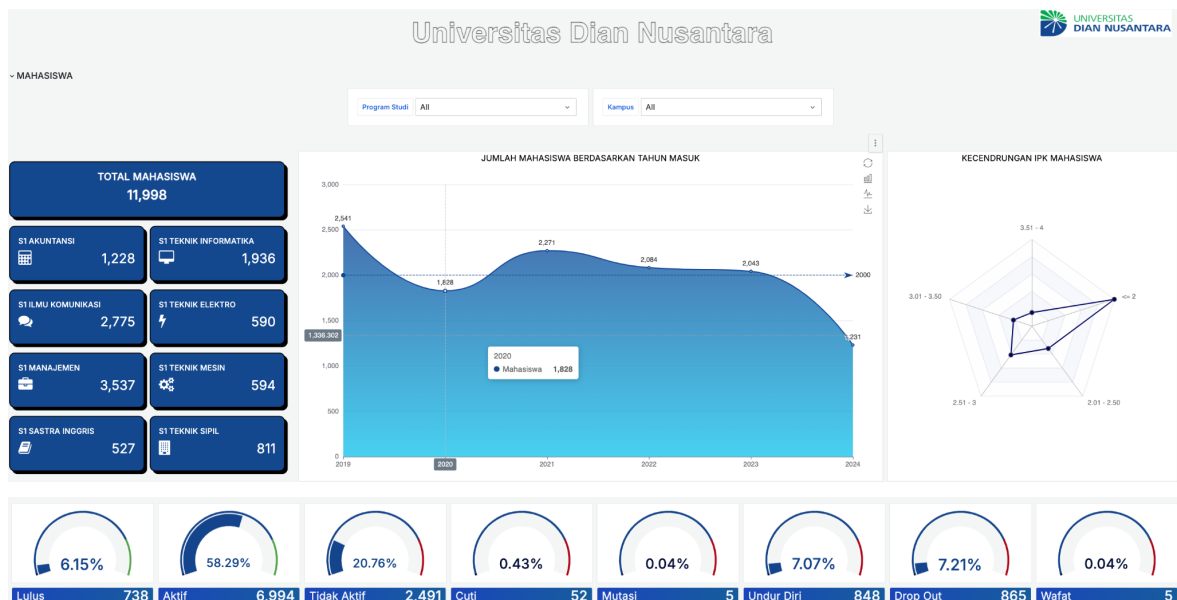 Universitas Dian Nusantara
UNIVERSITAS
DIAN NUSANTARA
MAHASISWA
Program Studi All
Kampus All
TOTAL MAHASISWA
11,998
S1 AKUNTANSI
1,228
S1 TEKNIK INFORMATIKA
1,936
S1 ILMU KOMUNIKASI
2,775
S1 TEKNIK ELEKTRO
590
S1 MANAJEMEN
3,537
S1 TEKNIK MESIN
594
S1 SASTRA INGGRIS
527
S1 TEKNIK SIPIL
811
JUMLAH MAHASISWA BERDASARKAN TAHUN MASUK
3,000
2,541
2,500
2,271
2,084
2,043
2,000
2000
1,828
1,500
1,336.302
,231
2020
Mahasiswa 1,828
1,000
500
0
2019 2020 2021 2022 2023 2024
KECENDRUNGAN IPK MAHASISWA
3.51 - 4
3.01 - 3.50
<= 2
2.51 - 3
2.01 - 2.50
6.15%
Lulus 738
58.29%
Aktif 6,994
20.76%
Tidak Aktif 2,491
0.43%
Cuti 52
0.04%
Mutasi 5
7.07%
Undur Diri 848
7.21%
Drop Out 865
0.04%
Wafat 5